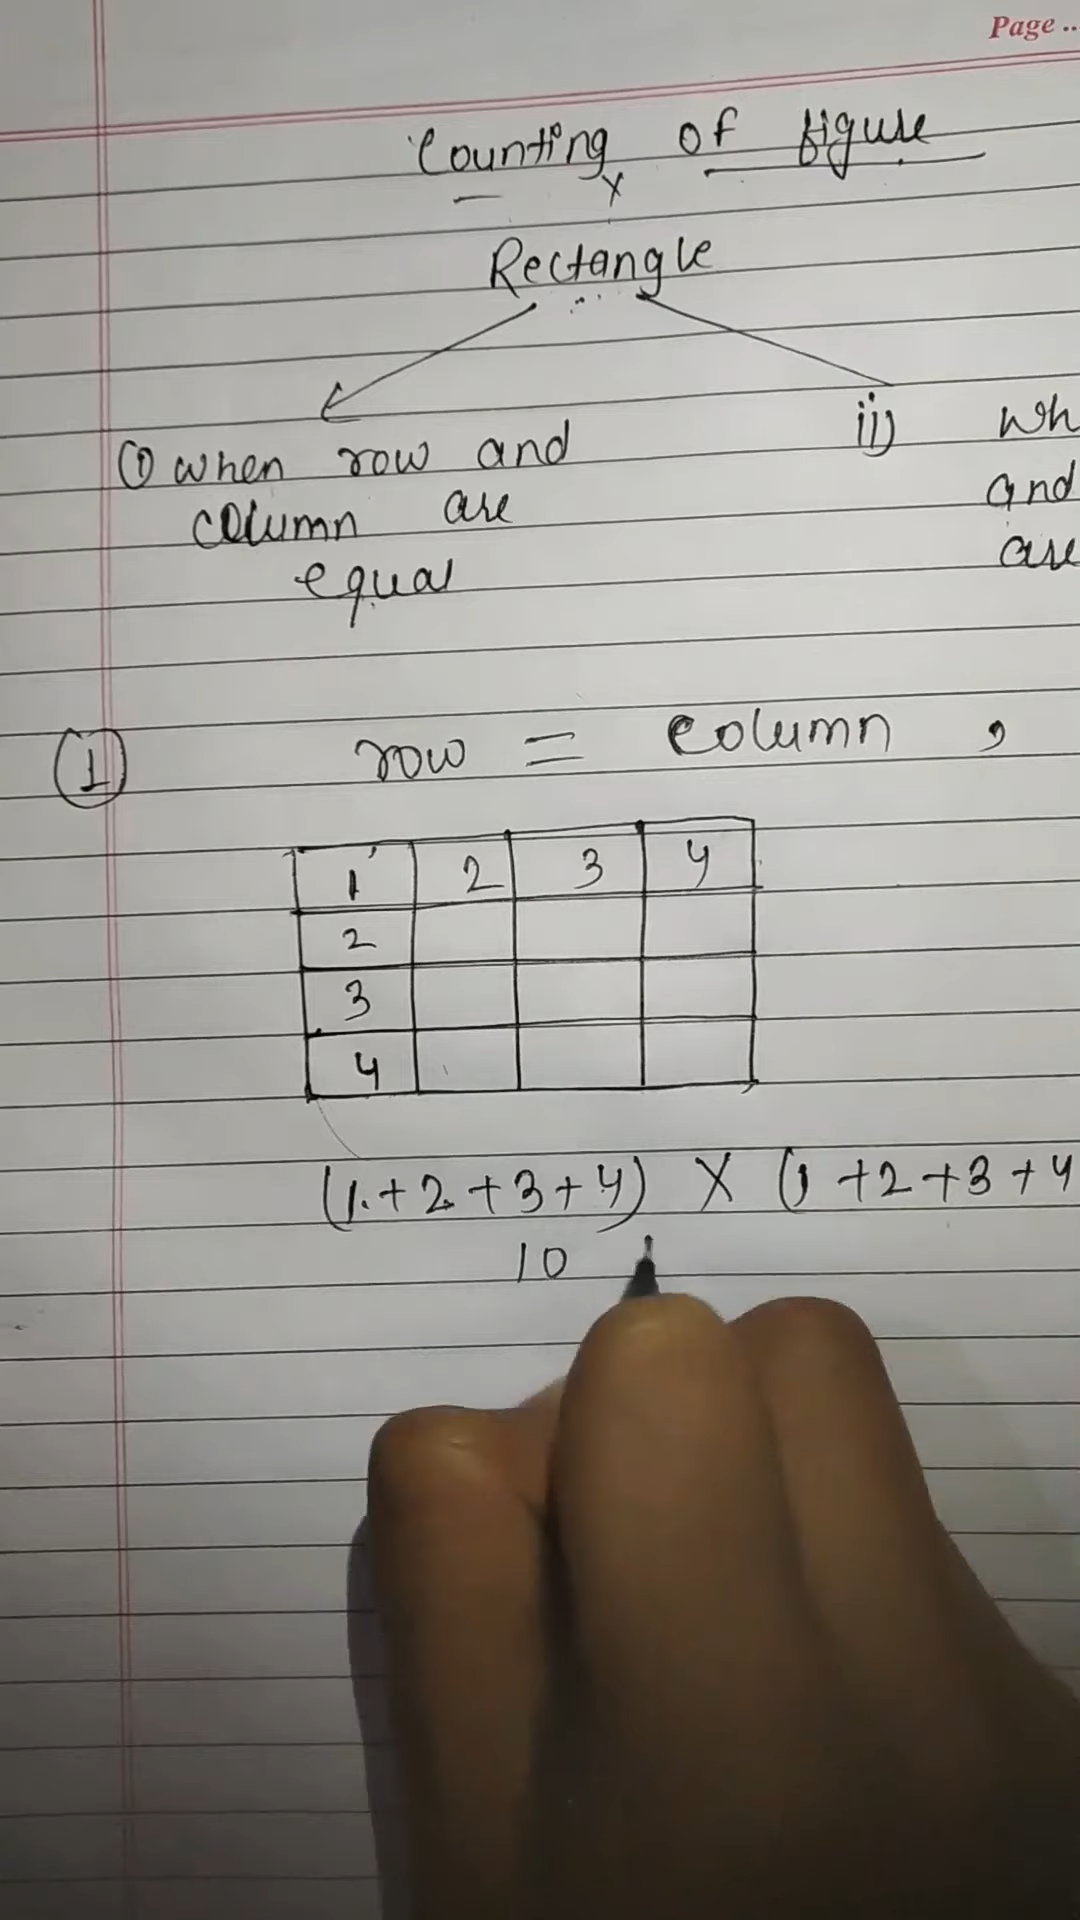 Page ..
Counting of figure
Rectangle
① when row and
column are
equal
ii) wh
and
are
① row = column ,
1 2 3 4
2
3
4
(1+2+3+4) X (1+2+3+4
10